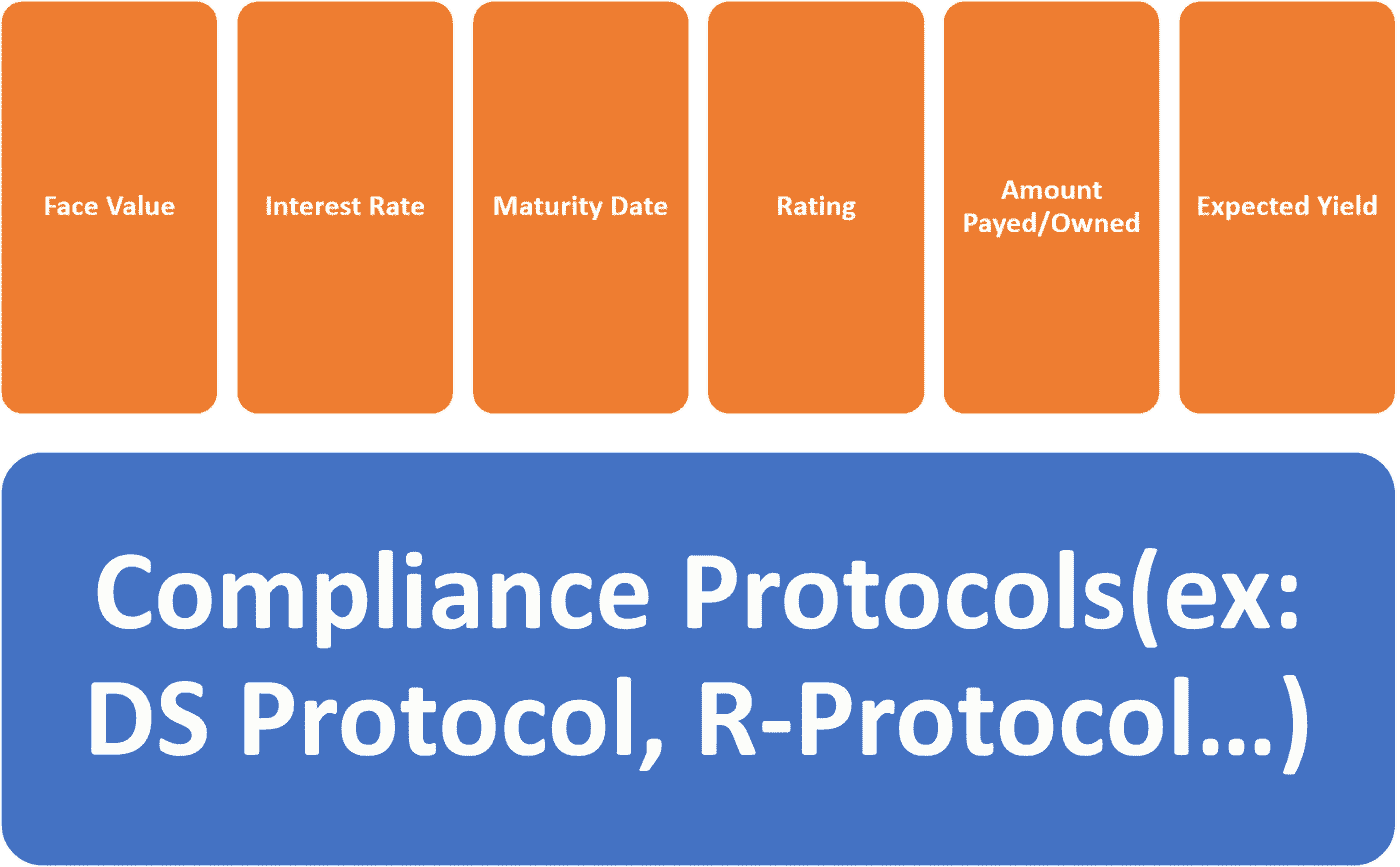 Face Value
Interest Rate
Maturity Date
Rating
Amount
Payed/Owned
Expected Yield
Compliance Protocols(ex:
DS Protocol, R-Protocol...)